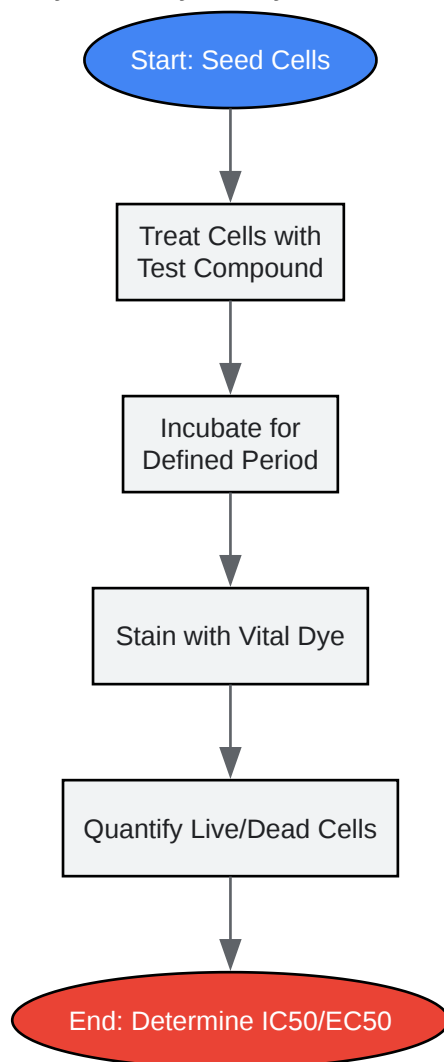 Start: Seed Cells
Treat Cells with
Test Compound
Incubate for
Defined Period
Stain with Vital Dye
Quantify Live/Dead Cells
End: Determine IC50/EC50